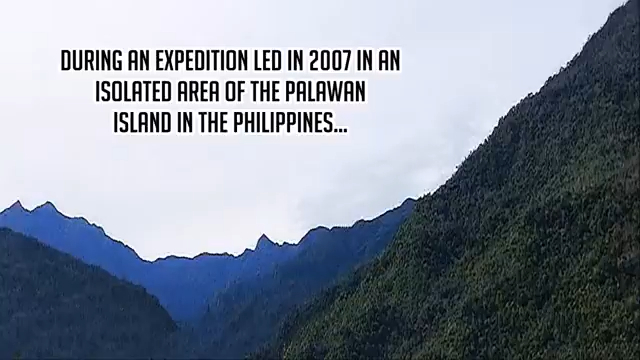 DURING AN EXPEDITION LED IN 2007 IN AN
ISOLATED AREA OF THE PALAWAN
ISLAND IN THE PHILIPPINES...